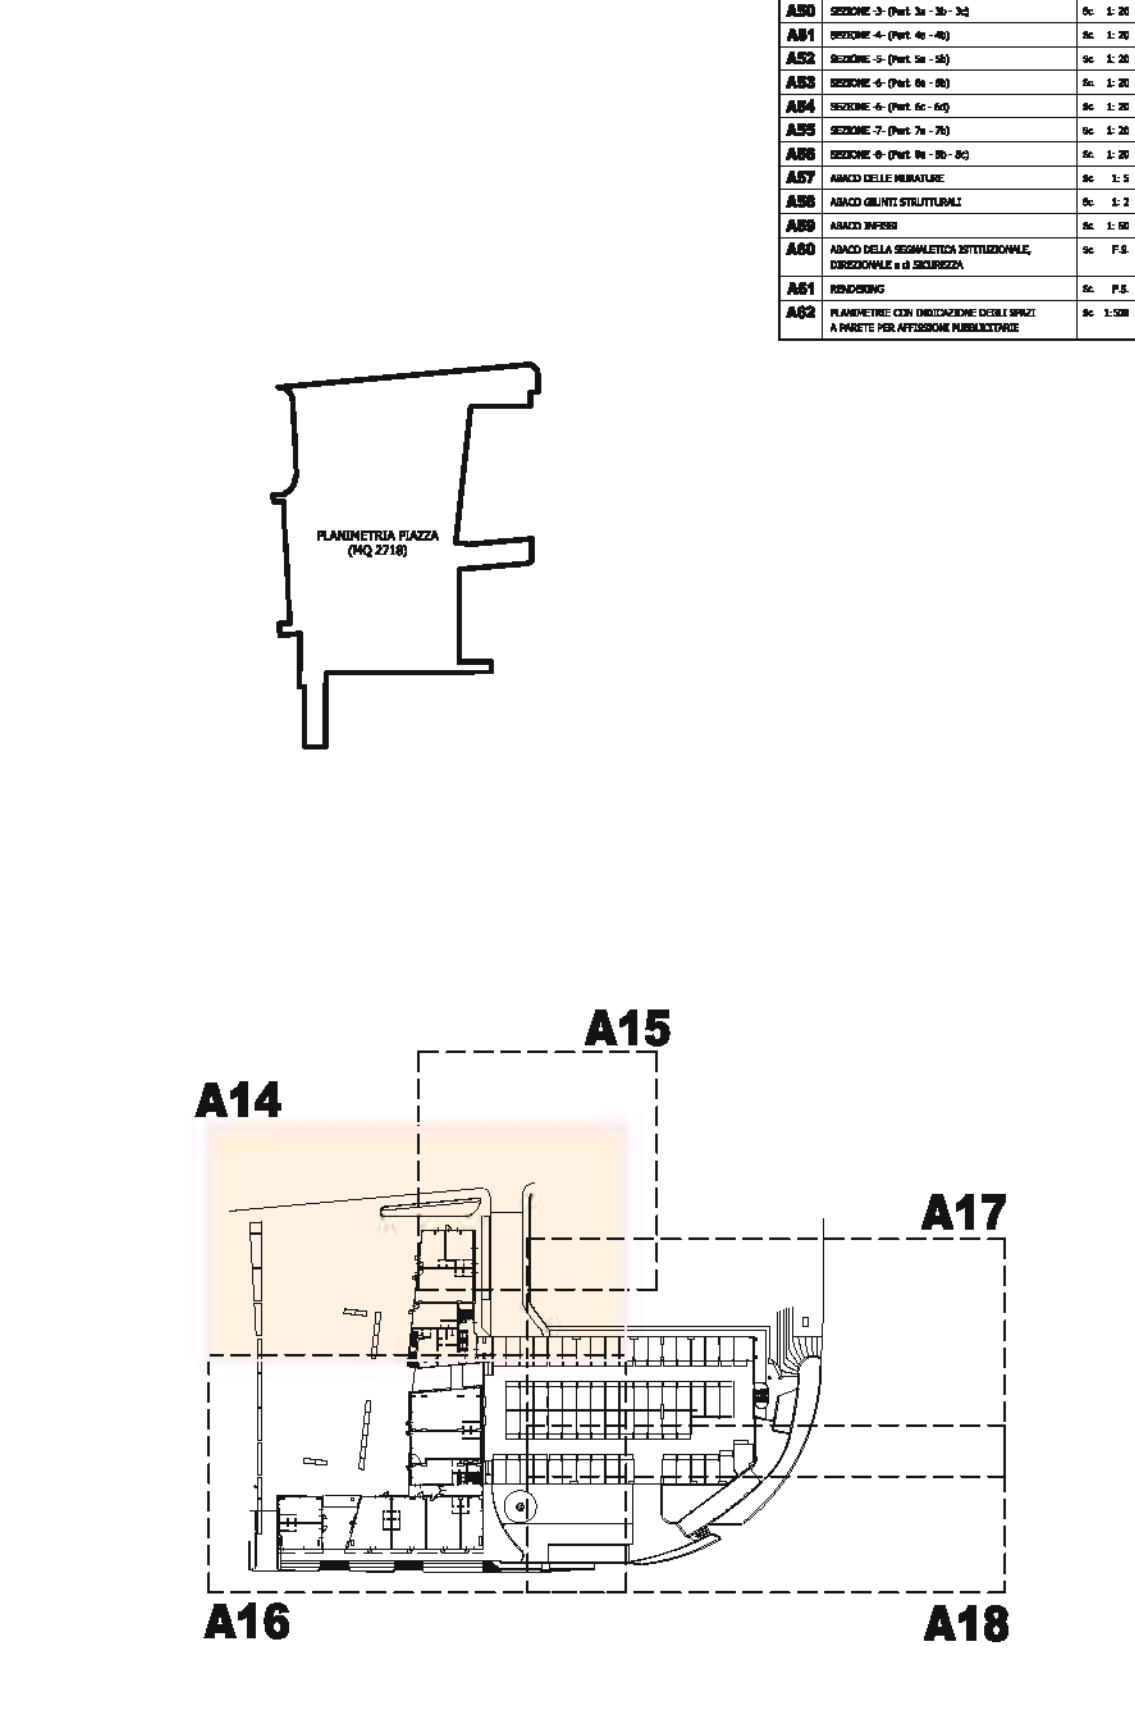 A50 SEZIONE -3- (Part. 3a - 3b - 3c) Sc. 1: 20
A51 SEZIONE -4- (Part. 4a - 4b) Sc. 1: 20
A52 SEZIONE -5- (Part. 5a - 5b) Sc. 1: 20
A53 SEZIONE -6- (Part. 6a - 6b) Sc. 1: 20
A54 SEZIONE -6- (Part. 6c - 6d) Sc. 1: 20
A55 SEZIONE -7- (Part. 7a - 7b) Sc. 1: 20
A56 SEZIONE -8- (Part. 8a - 8b - 8c) Sc. 1: 20
A57 ABACO DELLE MURATURE Sc. 1: 5
A58 ABACO GIUNTI STRUTTURALI Sc. 1: 2
A59 ABACO INFISSI Sc. 1: 50
A60 ABACO DELLA SEGNALETICA ISTITUZIONALE, Sc. F.S.
DIREZIONALE e di SICUREZZA
A61 RENDERING Sc. F.S.
A62 PLANIMETRIE CON INDICAZIONE DEGLI SPAZI Sc. 1:500
A PARETE PER AFFISSIONI PUBBLICITARIE
PLANIMETRIA PIAZZA
(MQ 2718)
A15
A14
A17
A16
A18